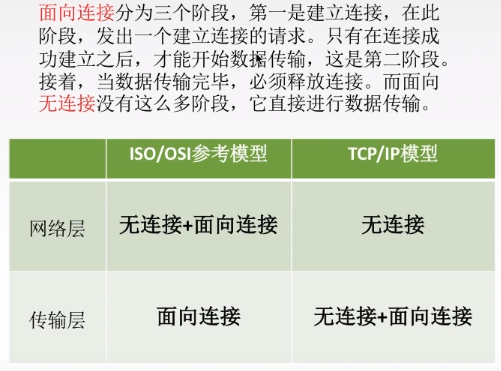 面向连接分为三个阶段，第一是建立连接，在此
阶段，发出一个建立连接的请求。只有在连接成
功建立之后，才能开始数据传输，这是第二阶段。
接着，当数据传输完毕，必须释放连接。而面向
无连接没有这么多阶段，它直接进行数据传输。
ISO/OSI参考模型 TCP/IP模型
网络层 无连接+面向连接 无连接
传输层 面向连接 无连接+面向连接